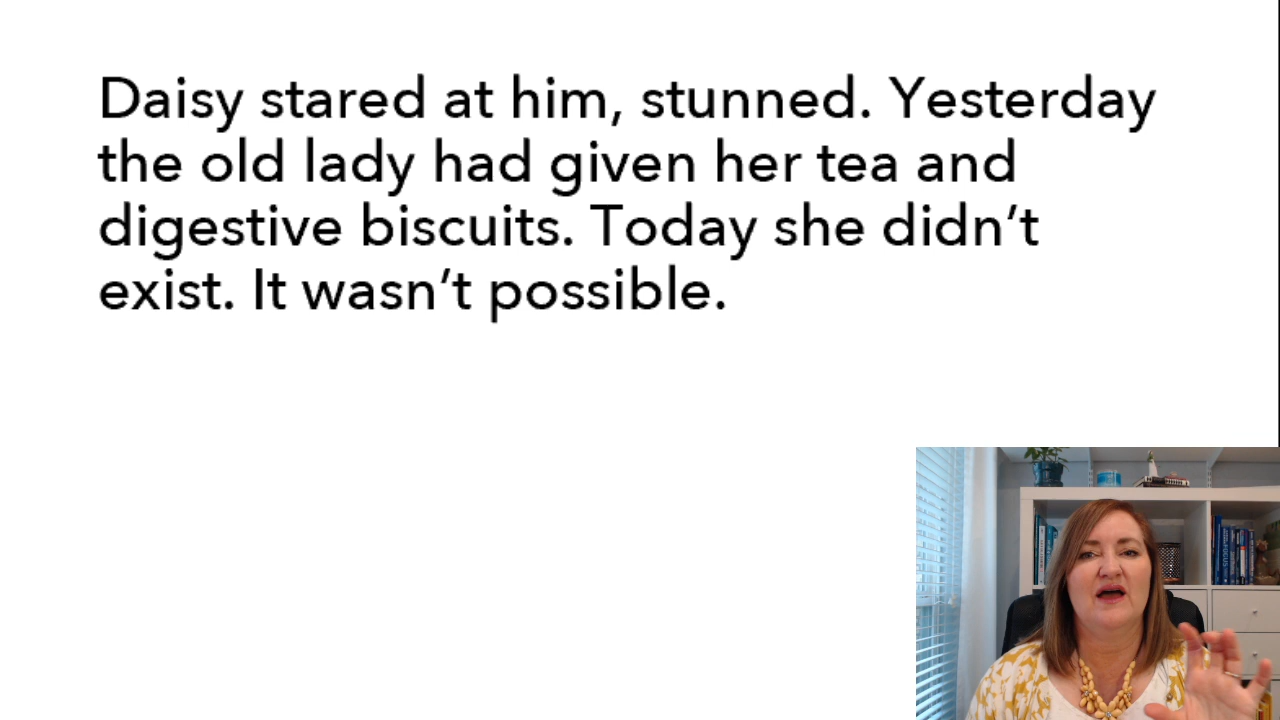 Daisy stared at him, stunned. Yesterday
the old lady had given her tea and
digestive biscuits. Today she didn’t
exist. It wasn’t possible.